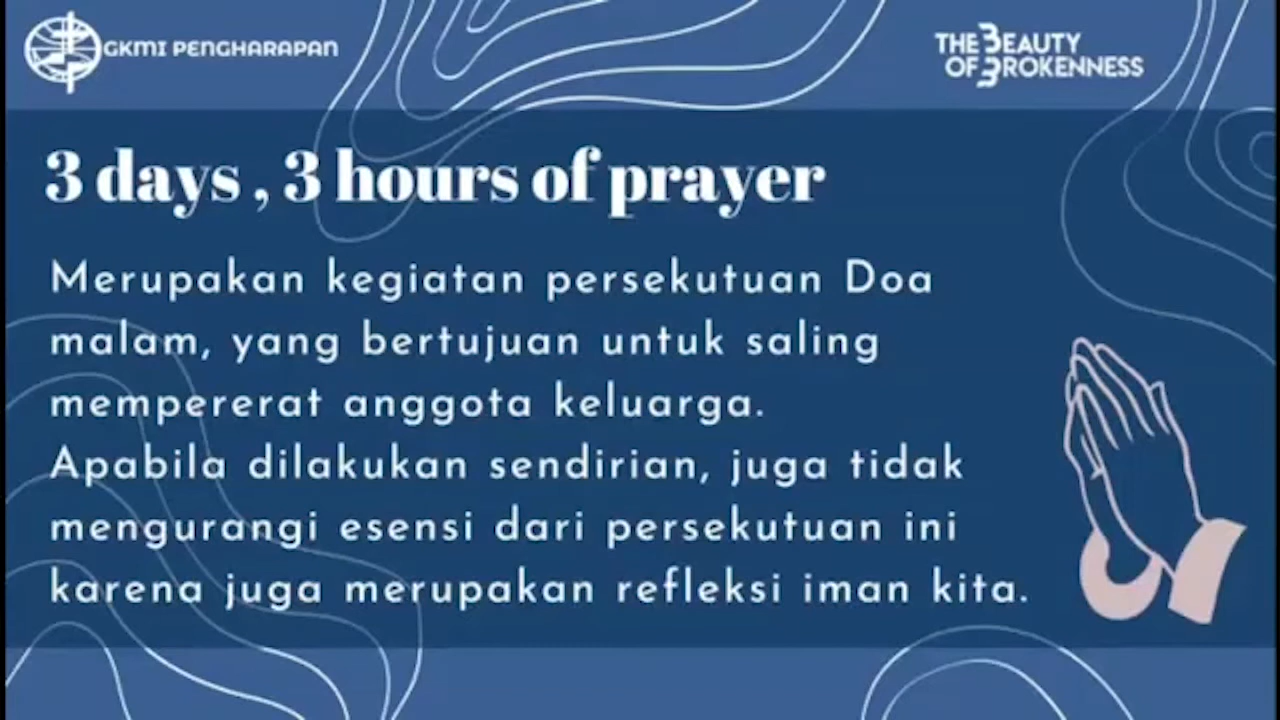 GKMI PENGHARAPAN
THE BEAUTY
OF BROKENNESS
3 days , 3 hours of prayer
Merupakan kegiatan persekutuan Doa
malam, yang bertujuan untuk saling
mempererat anggota keluarga.
Apabila dilakukan sendirian, juga tidak
mengurangi esensi dari persekutuan ini
karena juga merupakan refleksi iman kita.